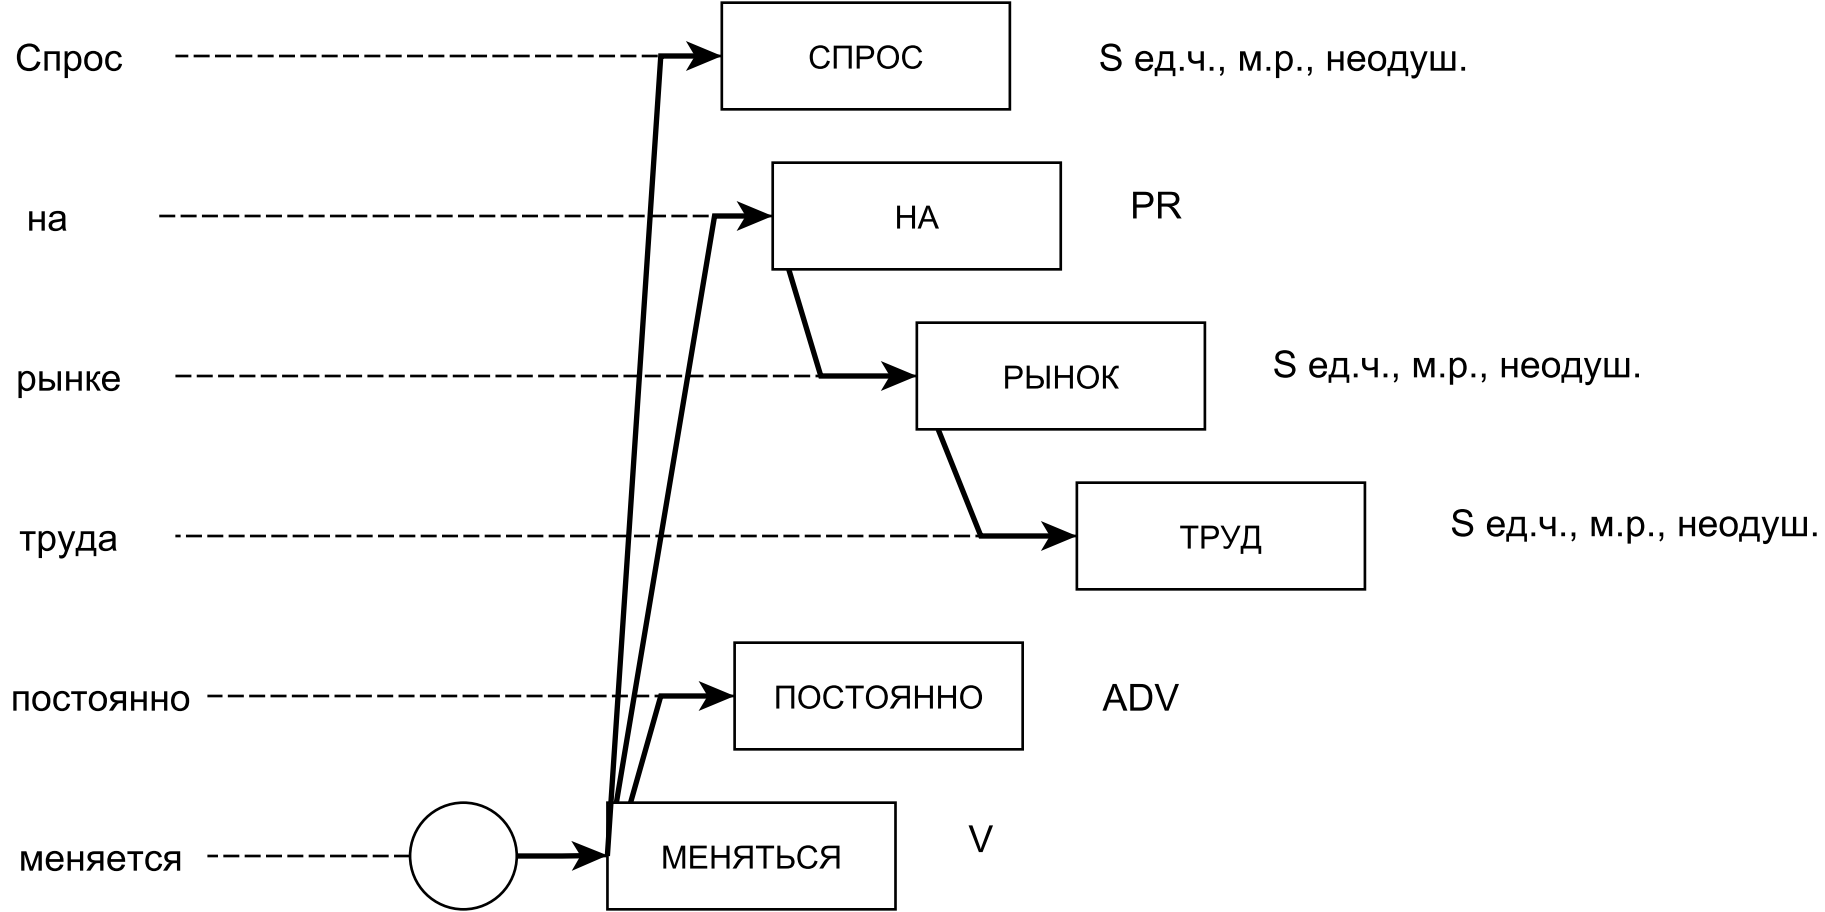 Спрос СПРОС S ед.ч., м.р., неодуш.
на НА PR
рынке РЫНОК S ед.ч., м.р., неодуш.
труда ТРУД S ед.ч., м.р., неодуш.
постоянно ПОСТОЯННО ADV
меняется МЕНЯТЬСЯ V